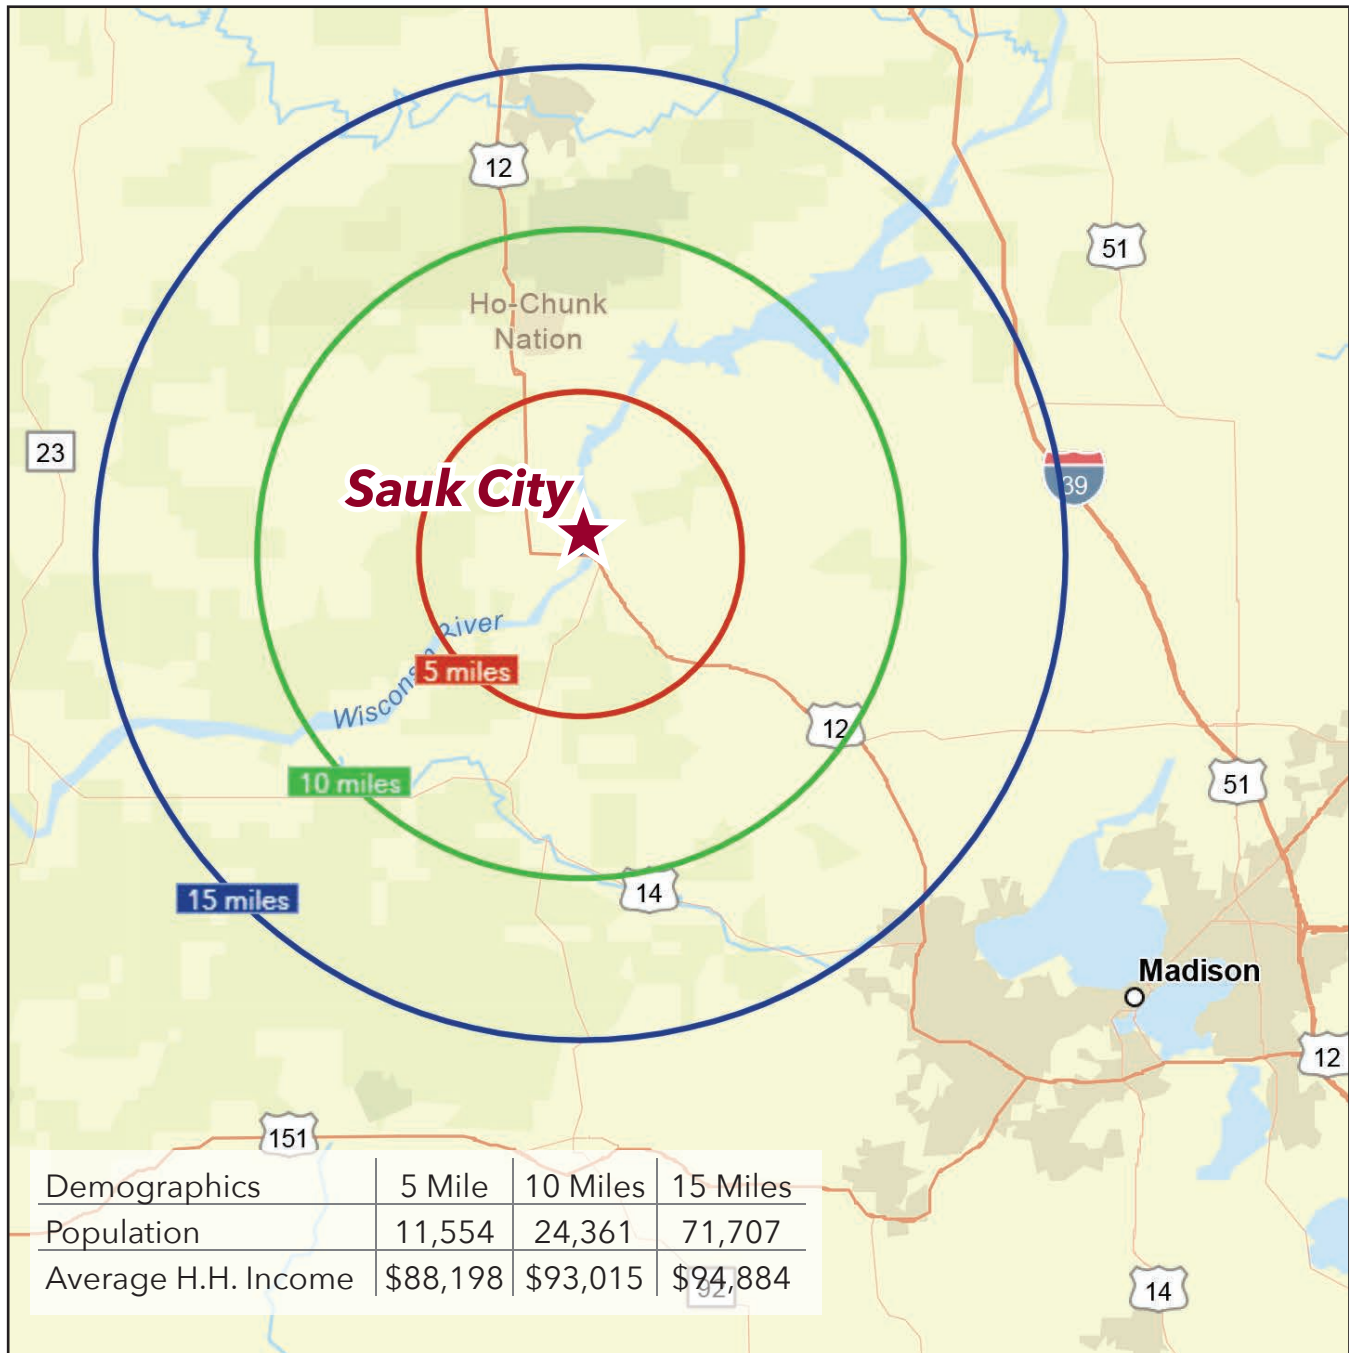 12
51
Ho-Chunk
Nation
23
39
Sauk City
Wisconsin River
5 miles
12
10 miles
51
14
15 miles
Madison
12
151
Demographics 5 Mile 10 Miles 15 Miles
Population 11,554 24,361 71,707
Average H.H. Income $88,198 $93,015 $94,884
92
14